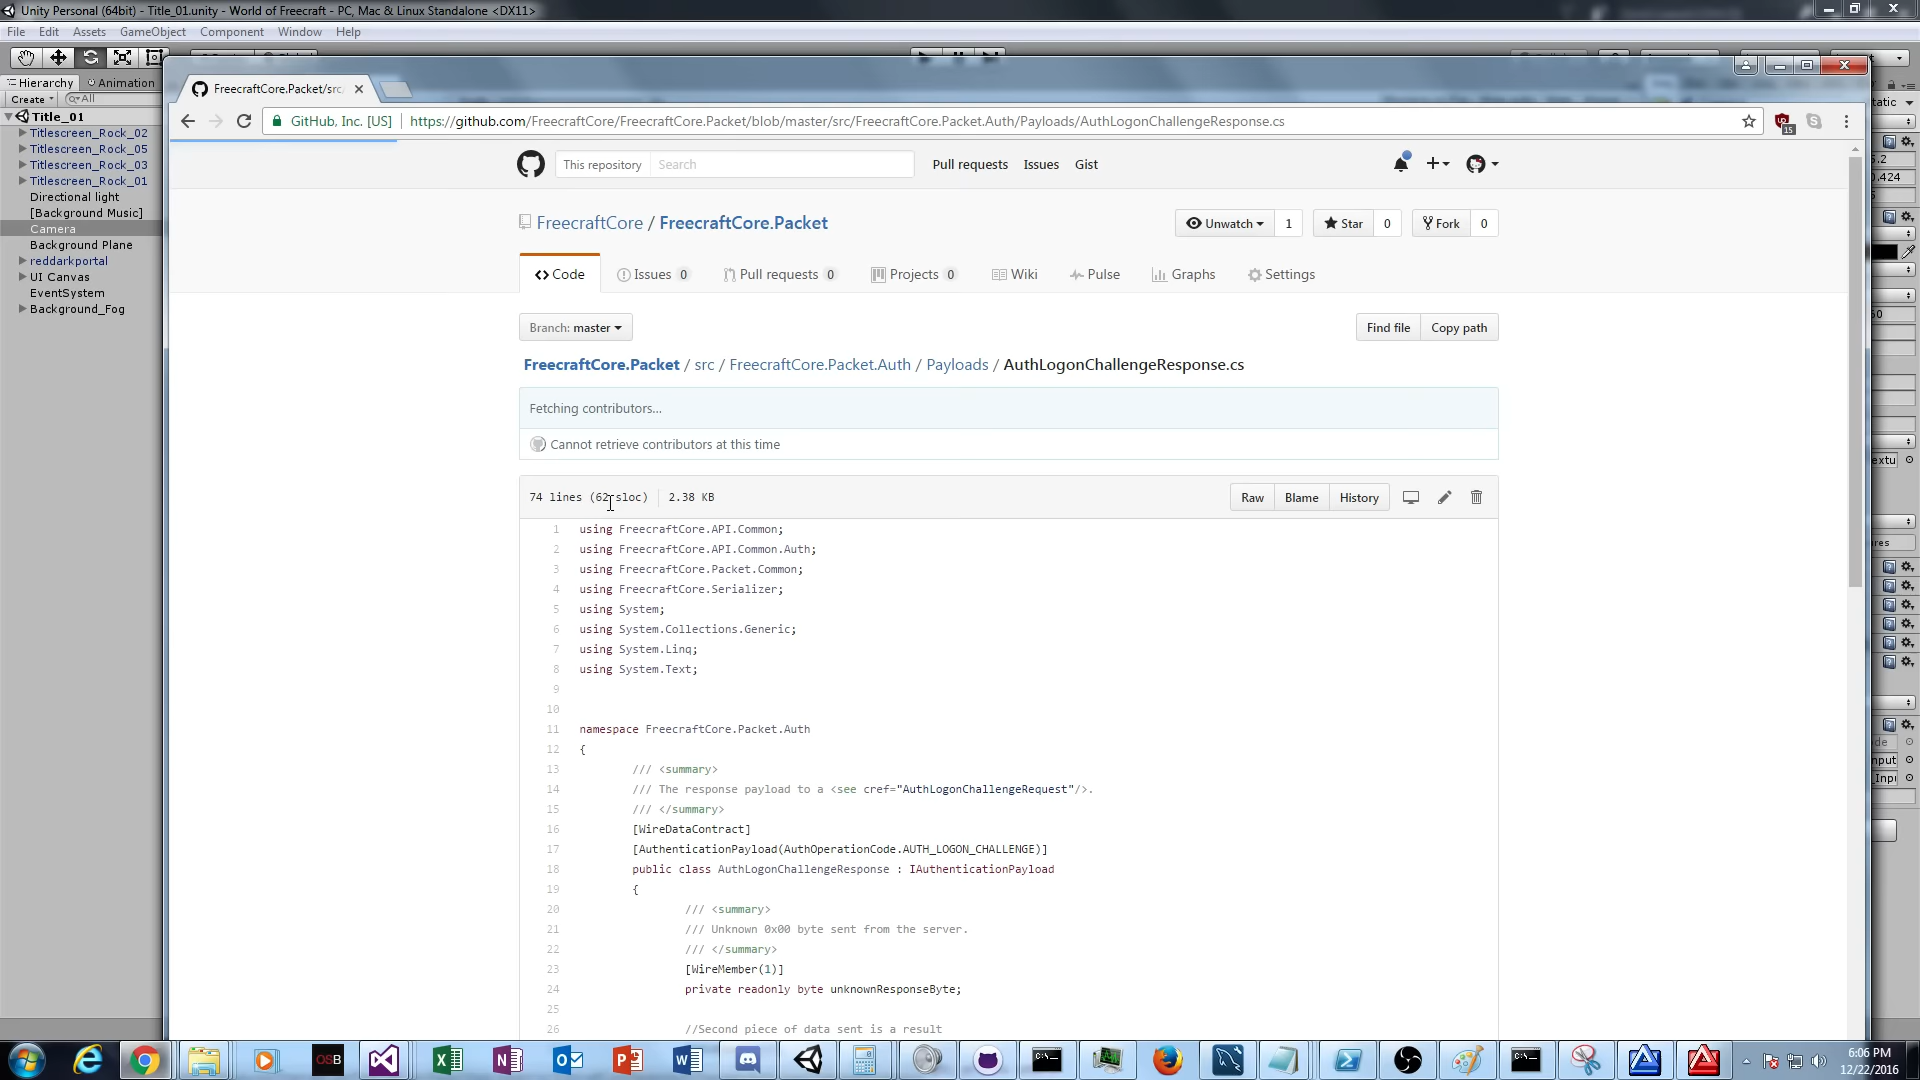 Unity Personal (64bit) - Title_01.unity - World of Freecraft - PC, Mac & Linux Standalone <DX11>
File Edit Assets GameObject Component Window Help
Hierarchy Animation
Create All
Title_01
Titlescreen_Rock_02
Titlescreen_Rock_05
Titlescreen_Rock_03
Titlescreen_Rock_01
Directional light
[Background Music]
Camera
Background Plane
reddarkportal
UI Canvas
EventSystem
Background_Fog
FreecraftCore.Packet/src/
GitHub, Inc. [US] https://github.com/FreecraftCore/FreecraftCore.Packet/blob/master/src/FreecraftCore.Packet.Auth/Payloads/AuthLogonChallengeResponse.cs
15
This repository Search Pull requests Issues Gist
FreecraftCore / FreecraftCore.Packet
Unwatch 1 Star 0 Fork 0
Code Issues 0 Pull requests 0 Projects 0 Wiki Pulse Graphs Settings
Branch: master Find file Copy path
FreecraftCore.Packet / src / FreecraftCore.Packet.Auth / Payloads / AuthLogonChallengeResponse.cs
Fetching contributors...
Cannot retrieve contributors at this time
74 lines (62 sloc) 2.38 KB Raw Blame History
1 using FreecraftCore.API.Common;
2 using FreecraftCore.API.Common.Auth;
3 using FreecraftCore.Packet.Common;
4 using FreecraftCore.Serializer;
5 using System;
6 using System.Collections.Generic;
7 using System.Linq;
8 using System.Text;
9
10
11 namespace FreecraftCore.Packet.Auth
12 {
13 /// <summary>
14 /// The response payload to a <see cref="AuthLogonChallengeRequest"/>.
15 /// </summary>
16 [WireDataContract]
17 [AuthenticationPayload(AuthOperationCode.AUTH_LOGON_CHALLENGE)]
18 public class AuthLogonChallengeResponse : IAuthenticationPayload
19 {
20 /// <summary>
21 /// Unknown 0x00 byte sent from the server.
22 /// </summary>
23 [WireMember(1)]
24 private readonly byte unknownResponseByte;
25
26 //Second piece of data sent is a result
6:06 PM
12/22/2016